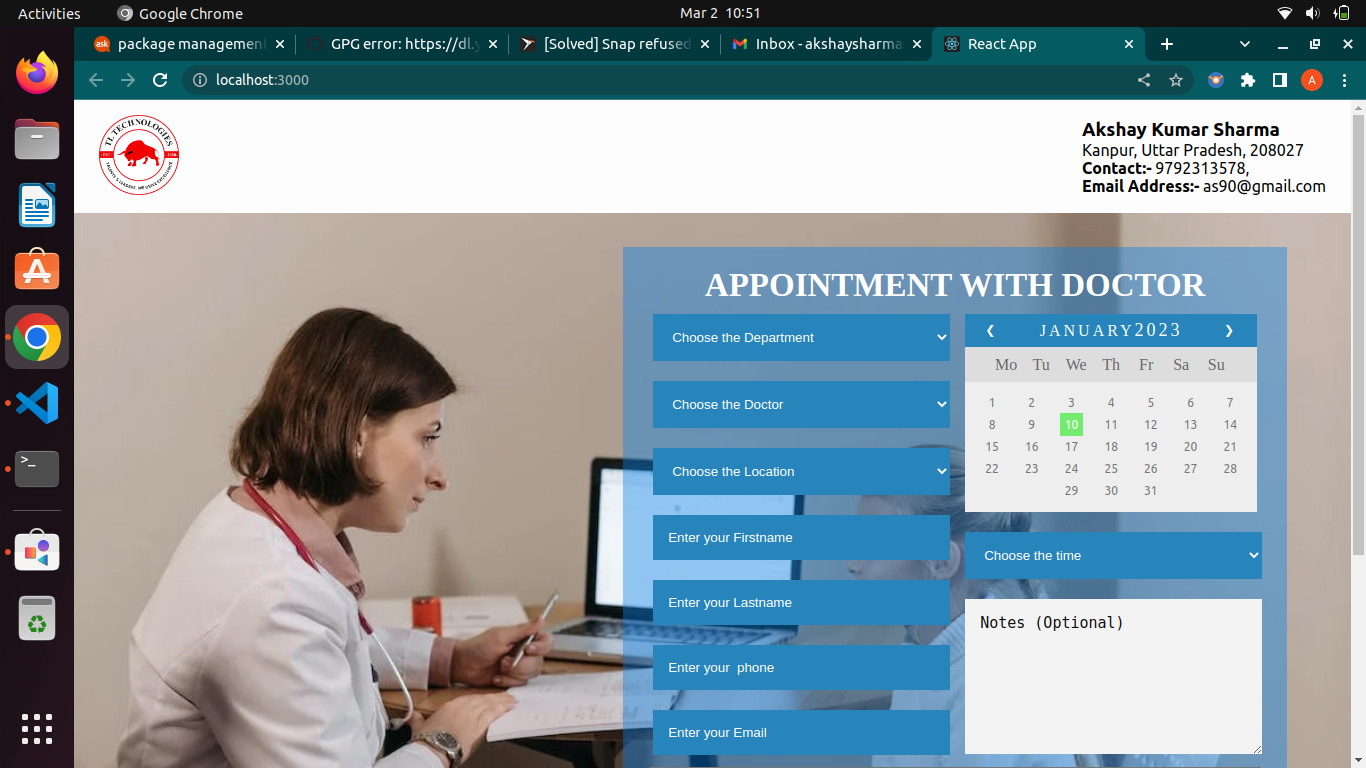 Activities
Google Chrome
Mar 2 10:51
package managemen
GPG error: https://dl.y
[Solved] Snap refused
Inbox - akshaysharma
React App
localhost:3000
A
TL TECHNOLOGIES
Akshay Kumar Sharma
Kanpur, Uttar Pradesh, 208027
Contact:- 9792313578,
Email Address:- as90@gmail.com
APPOINTMENT WITH DOCTOR
Choose the Department
Choose the Doctor
Choose the Location
Enter your Firstname
Enter your Lastname
Enter your  phone
Enter your Email
❮ JANUARY2023 ❯
Mo Tu We Th Fr Sa Su
1 2 3 4 5 6 7
8 9 10 11 12 13 14
15 16 17 18 19 20 21
22 23 24 25 26 27 28
29 30 31
Choose the time
Notes (Optional)